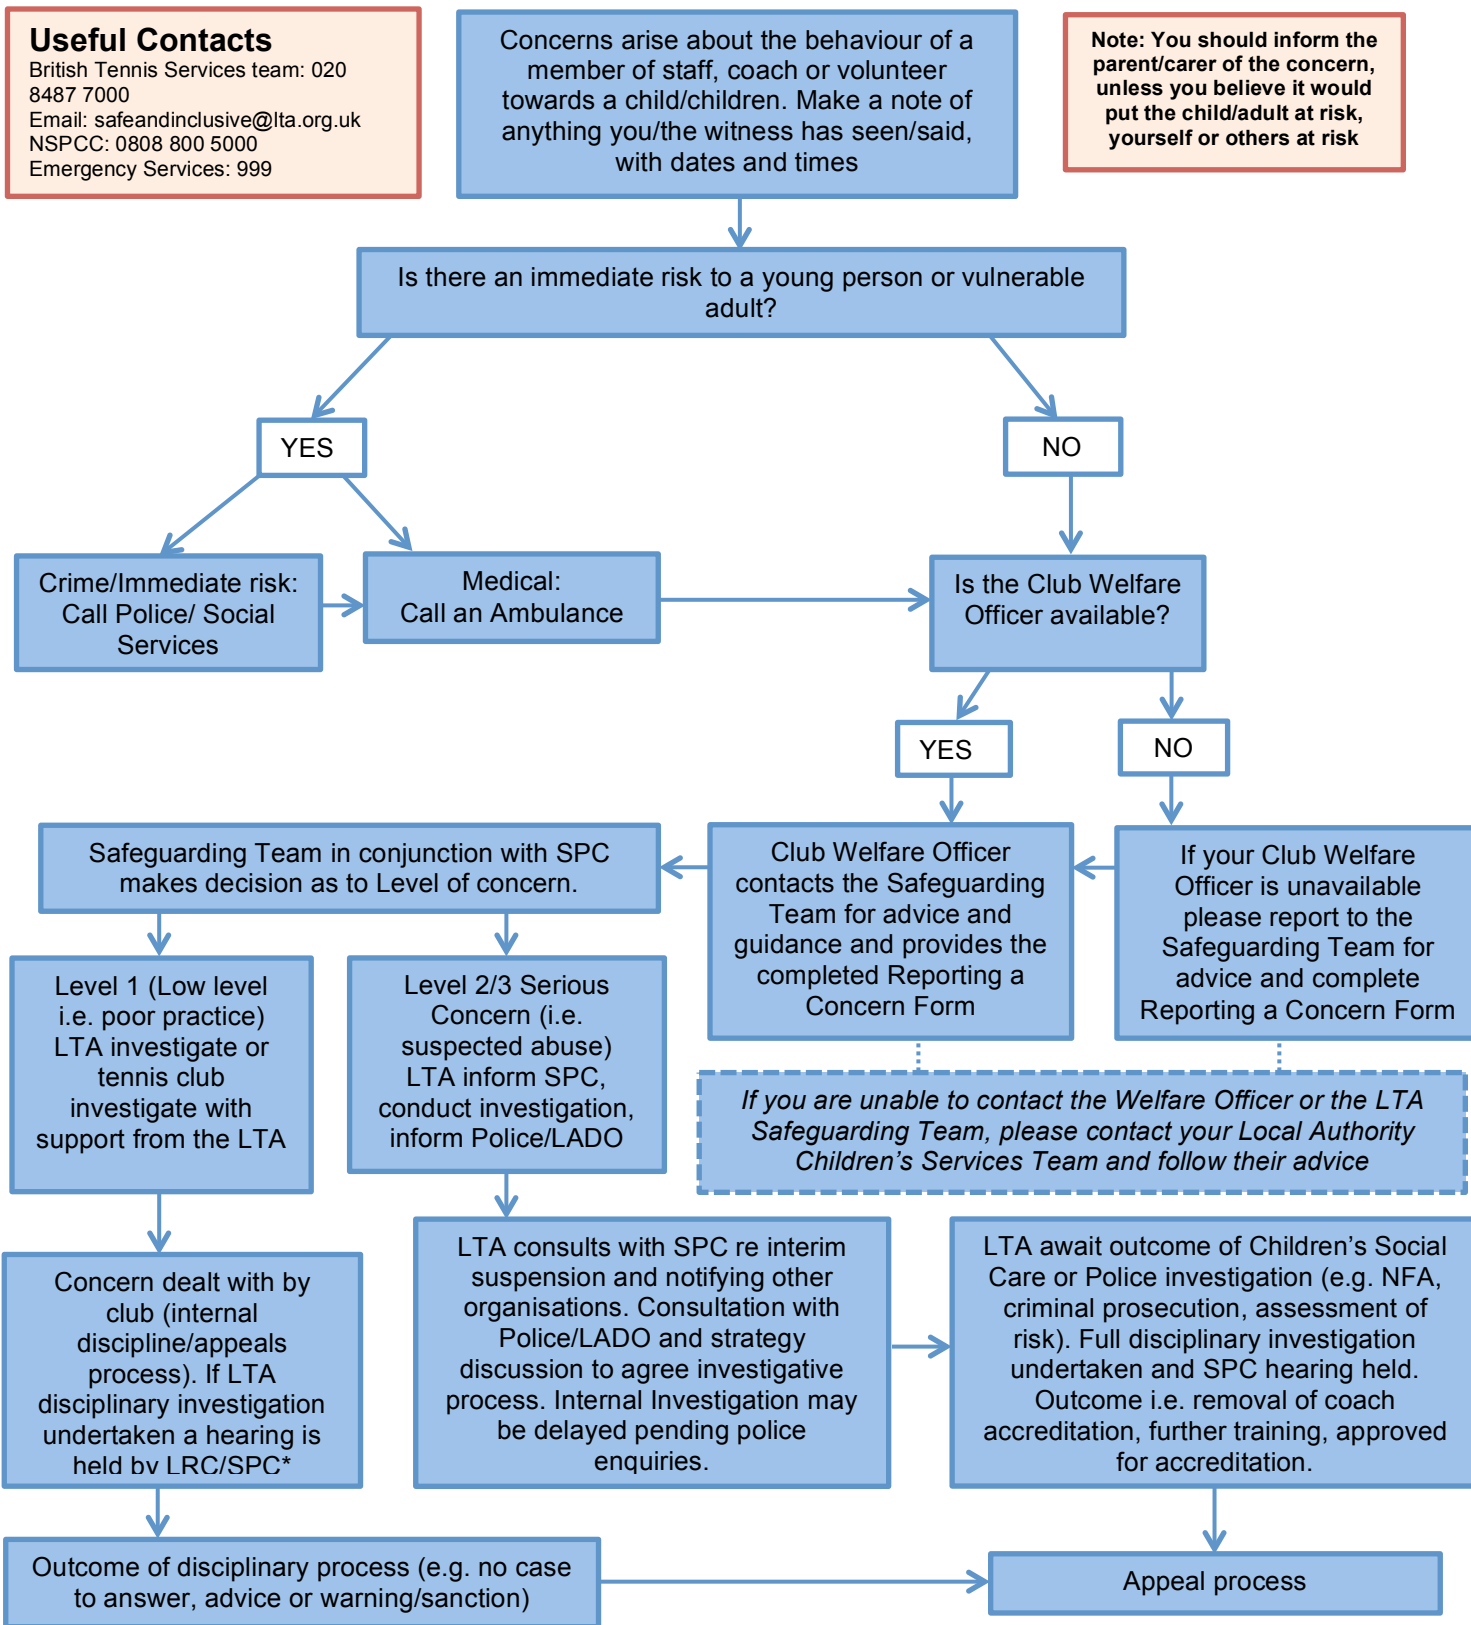 Useful Contacts
British Tennis Services team: 020
8487 7000
Email: safeandinclusive@lta.org.uk
NSPCC: 0808 800 5000
Emergency Services: 999
Concerns arise about the behaviour of a
member of staff, coach or volunteer
towards a child/children. Make a note of
anything you/the witness has seen/said,
with dates and times
Note: You should inform the
parent/carer of the concern,
unless you believe it would
put the child/adult at risk,
yourself or others at risk
Is there an immediate risk to a young person or vulnerable
adult?
YES
NO
Crime/Immediate risk:
Call Police/ Social
Services
Medical:
Call an Ambulance
Is the Club Welfare
Officer available?
YES
NO
Safeguarding Team in conjunction with SPC
makes decision as to Level of concern.
Club Welfare Officer
contacts the Safeguarding
Team for advice and
guidance and provides the
completed Reporting a
Concern Form
If your Club Welfare
Officer is unavailable
please report to the
Safeguarding Team for
advice and complete
Reporting a Concern Form
Level 1 (Low level
i.e. poor practice)
LTA investigate or
tennis club
investigate with
support from the LTA
Level 2/3 Serious
Concern (i.e.
suspected abuse)
LTA inform SPC,
conduct investigation,
inform Police/LADO
If you are unable to contact the Welfare Officer or the LTA
Safeguarding Team, please contact your Local Authority
Children’s Services Team and follow their advice
Concern dealt with by
club (internal
discipline/appeals
process). If LTA
disciplinary investigation
undertaken a hearing is
held by LRC/SPC*
LTA consults with SPC re interim
suspension and notifying other
organisations. Consultation with
Police/LADO and strategy
discussion to agree investigative
process. Internal Investigation may
be delayed pending police
enquiries.
LTA await outcome of Children’s Social
Care or Police investigation (e.g. NFA,
criminal prosecution, assessment of
risk). Full disciplinary investigation
undertaken and SPC hearing held.
Outcome i.e. removal of coach
accreditation, further training, approved
for accreditation.
Outcome of disciplinary process (e.g. no case
to answer, advice or warning/sanction)
Appeal process